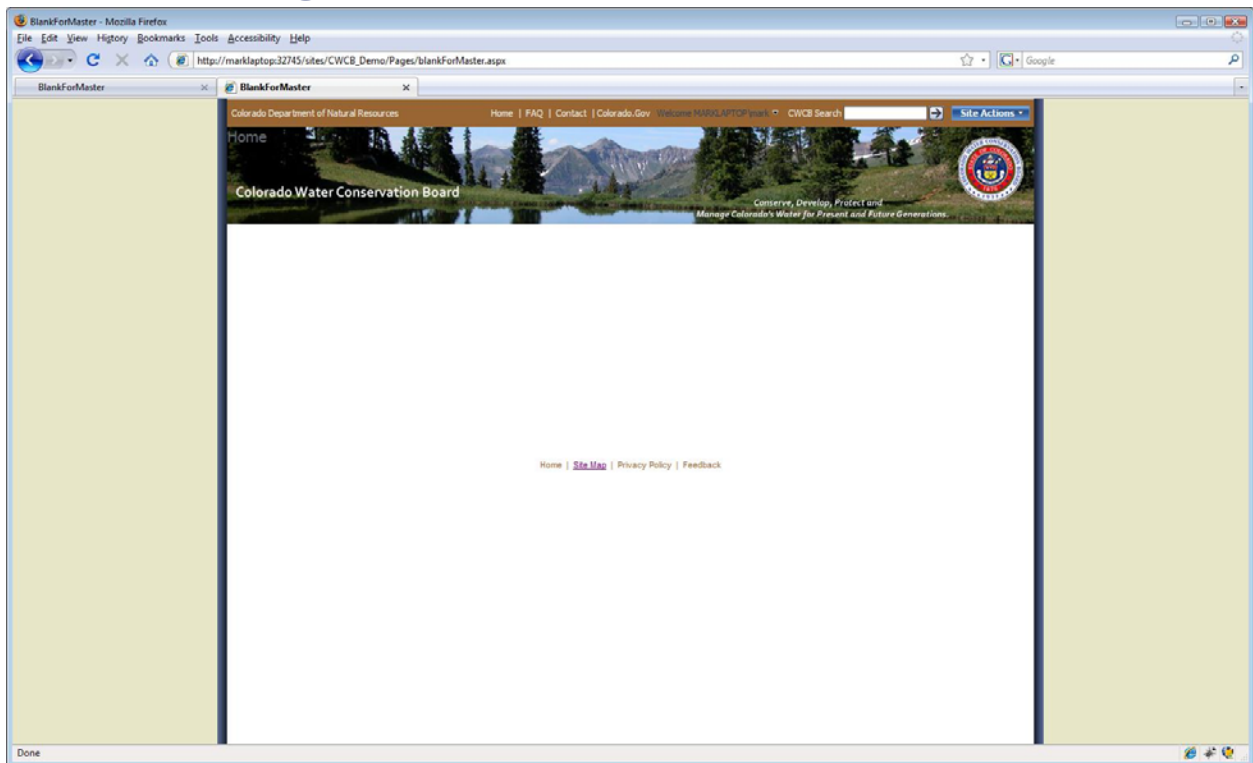 BlankForMaster - Mozilla Firefox
File Edit View History Bookmarks Tools Accessibility Help
http://marklaptop:32745/sites/CWCB_Demo/Pages/blankForMaster.aspx
Google
BlankForMaster
BlankForMaster
Colorado Department of Natural Resources Home | FAQ | Contact | Colorado.Gov Welcome MARKLAPTOP\mark CWCB Search Site Actions
Home
Colorado Water Conservation Board
Conserve, Develop, Protect and
Manage Colorado's Water for Present and Future Generations.
Home | Site Map | Privacy Policy | Feedback
Done